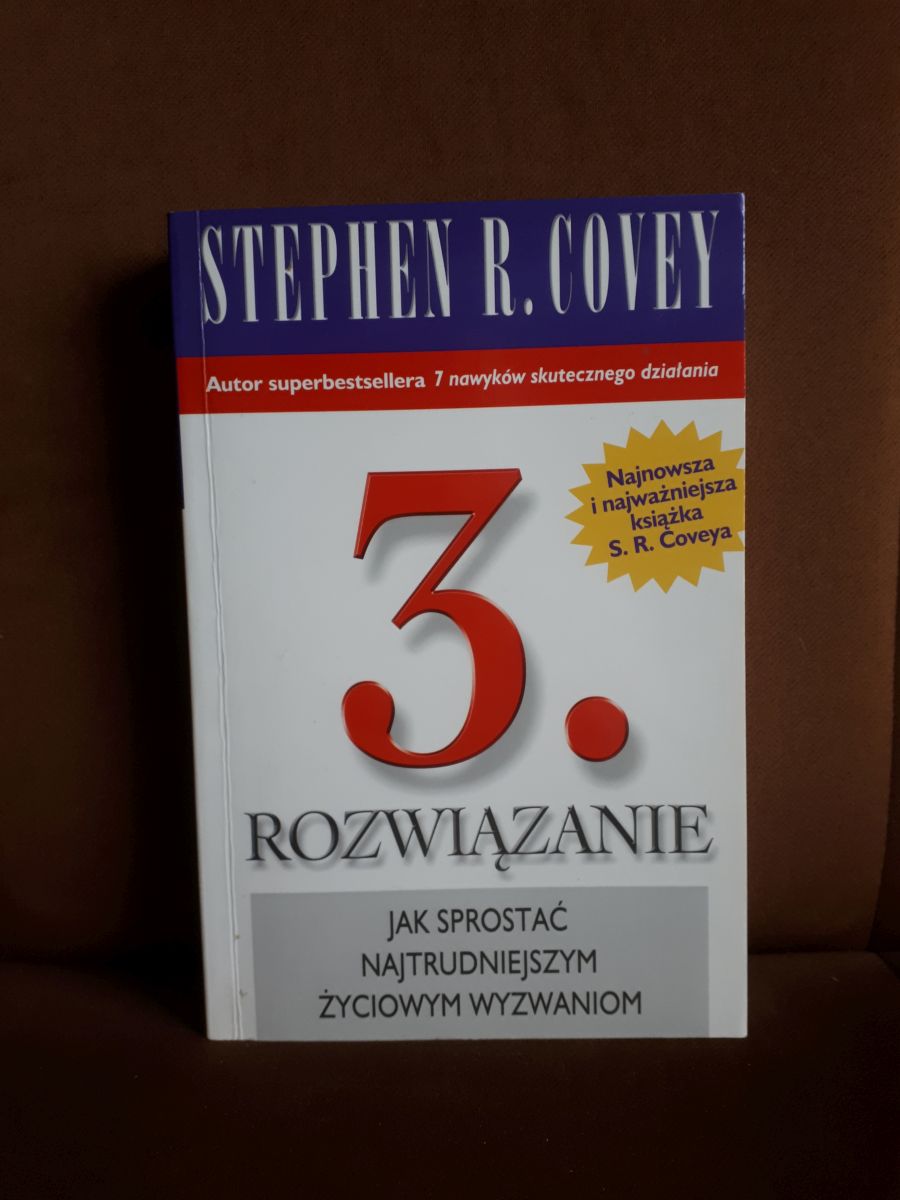 STEPHEN R. COVEY
Autor superbestsellera 7 nawyków skutecznego działania
Najnowsza
i najważniejsza
książka
S. R. Coveya
3.
ROZWIĄZANIE
JAK SPROSTAĆ
NAJTRUDNIEJSZYM
ŻYCIOWYM WYZWANIOM